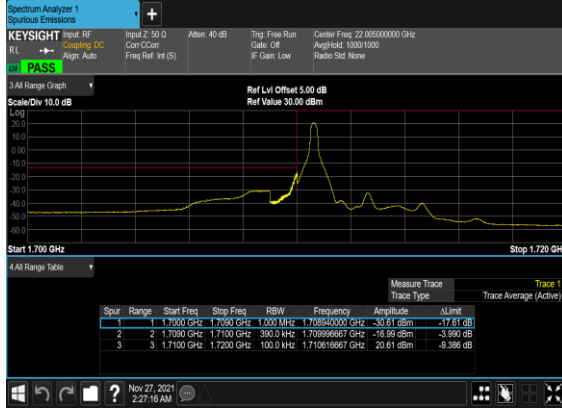 Spectrum Analyzer 1
Spurious Emissions
+
KEYSIGHT Input: RF Input Z: 50 Ω Atten: 40 dB Trig: Free Run Center Freq: 22.005000000 GHz
RL Coupling: DC Corr CCorr Gate: Off Avg|Hold: 1000/1000
Align: Auto Freq Ref: Int (S) IF Gain: Low Radio Std: None
PASS
3 All Range Graph
Ref Lvl Offset 5.00 dB
Scale/Div 10.0 dB Ref Value 30.00 dBm
Log
20.0
10.0
0.00
-10.0
-20.0
-30.0
-40.0
-50.0
-60.0
Start 1.700 GHz Stop 1.720 GH
4 All Range Table
Measure Trace Trace 1
Trace Type Trace Average (Active)
Spur Range Start Freq Stop Freq RBW Frequency Amplitude ΔLimit
1 1 1.7000 GHz 1.7090 GHz 1.000 MHz 1.708940000 GHz -30.61 dBm -17.61 dB
2 2 1.7090 GHz 1.7100 GHz 390.0 kHz 1.709996667 GHz -16.99 dBm -3.990 dB
3 3 1.7100 GHz 1.7200 GHz 100.0 kHz 1.710616667 GHz 20.61 dBm -9.386 dB
? Nov 27, 2021
2:27:16 AM